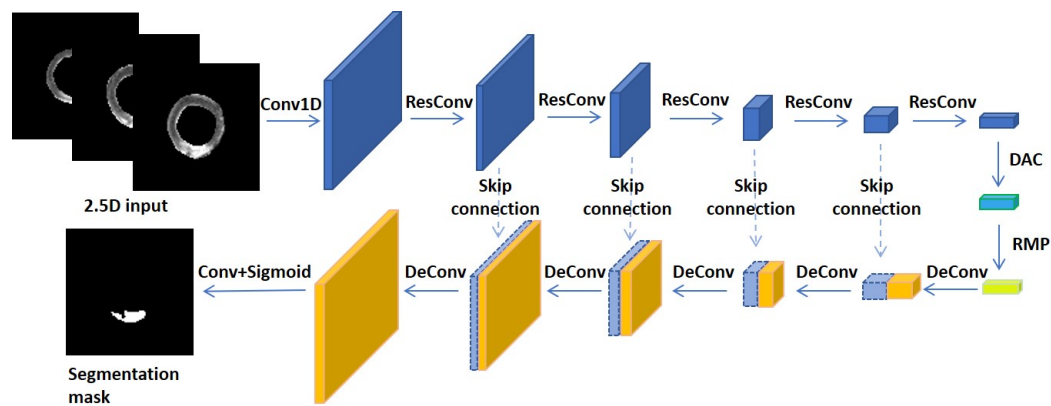 Conv1D
ResConv
ResConv
ResConv
ResConv
ResConv
DAC
2.5D input
Skip
connection
Skip
connection
Skip
connection
Skip
connection
RMP
Conv+Sigmoid
DeConv
DeConv
DeConv
DeConv
DeConv
Segmentation
mask